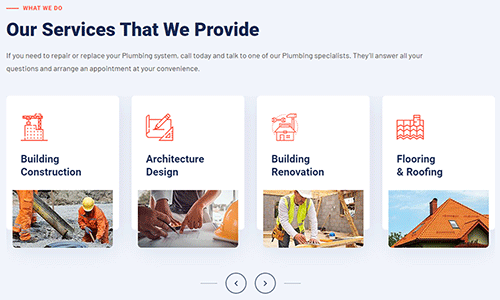 WHAT WE DO
Our Services That We Provide
If you need to repair or replace your Plumbing system, call today and talk to one of our Plumbing specialists. They'll answer all your
questions and arrange an appointment at your convenience.
Building
Construction
Architecture
Design
Building
Renovation
Flooring
& Roofing